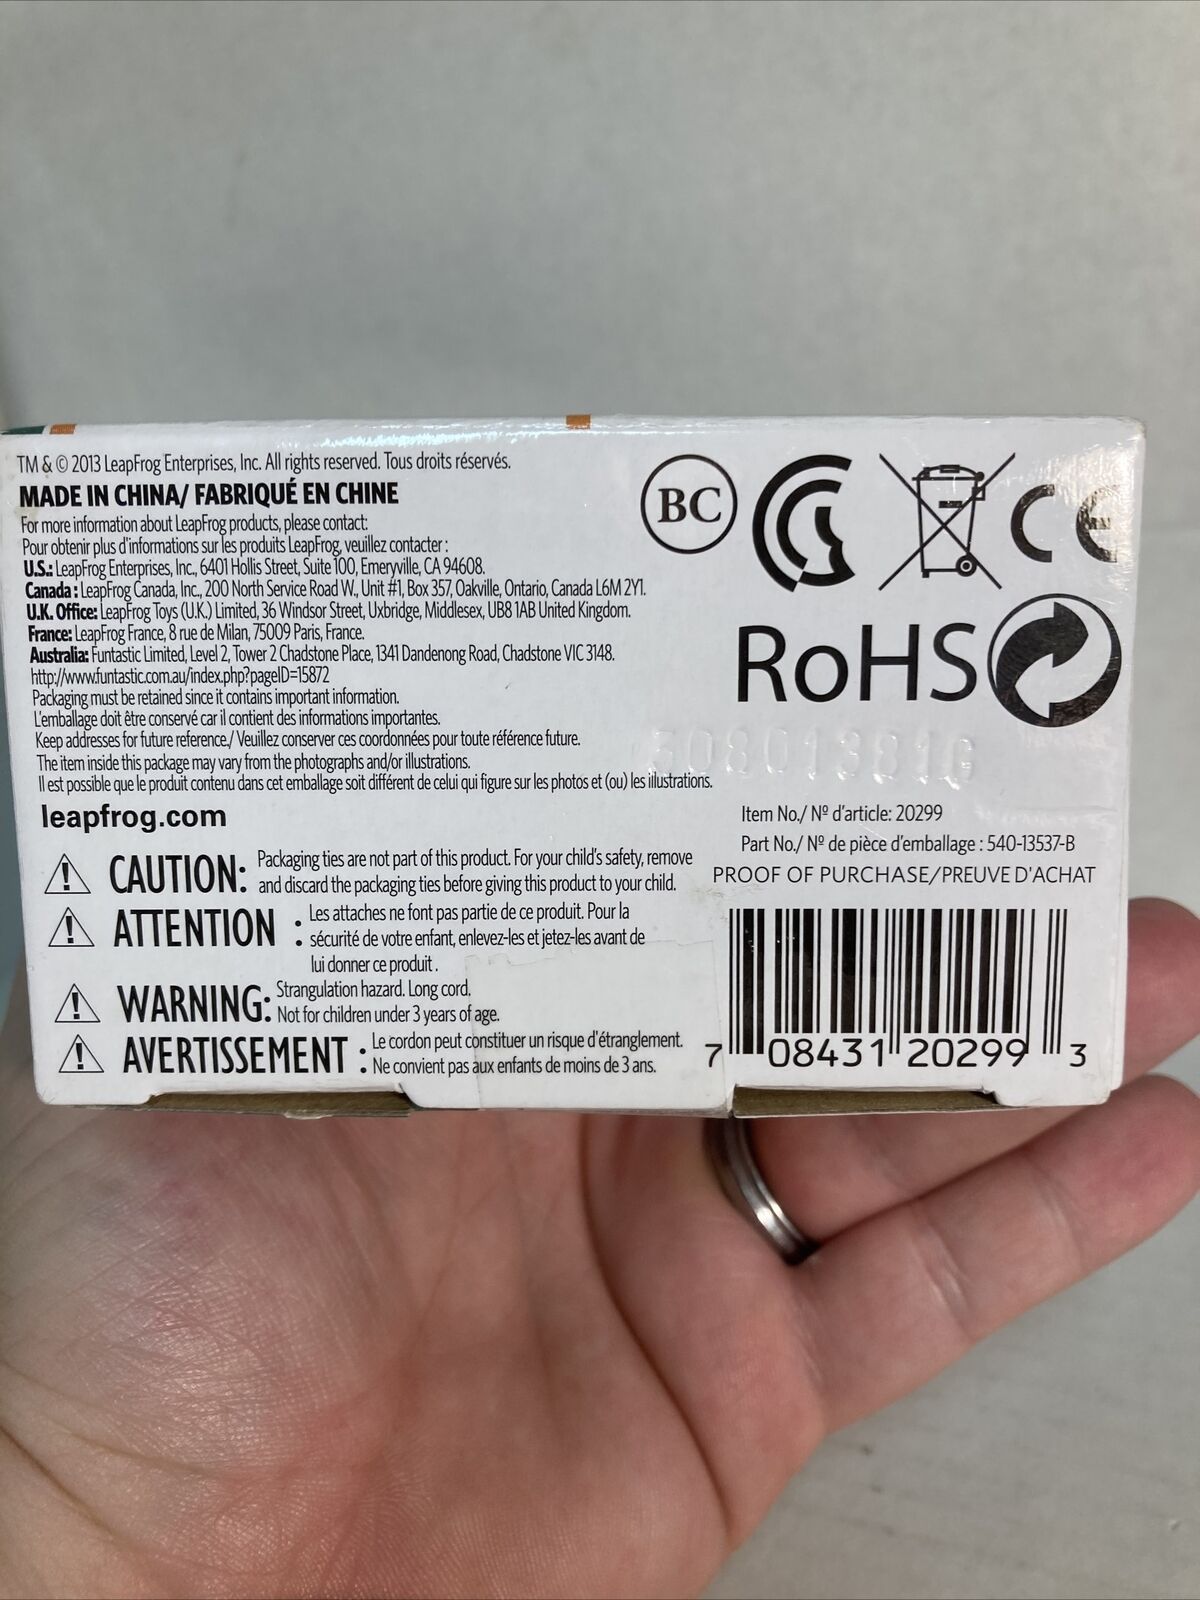 TM & © 2013 LeapFrog Enterprises, Inc. All rights reserved. Tous droits réservés.
MADE IN CHINA/ FABRIQUÉ EN CHINE
For more information about LeapFrog products, please contact:
Pour obtenir plus d'informations sur les produits LeapFrog, veuillez contacter :
U.S.: LeapFrog Enterprises, Inc., 6401 Hollis Street, Suite 100, Emeryville, CA 94608.
Canada : LeapFrog Canada, Inc., 200 North Service Road W., Unit #1, Box 357, Oakville, Ontario, Canada L6M 2Y1.
U.K. Office: LeapFrog Toys (U.K.) Limited, 36 Windsor Street, Uxbridge, Middlesex, UB8 1AB United Kingdom.
France: LeapFrog France, 8 rue de Milan, 75009 Paris, France.
Australia: Funtastic Limited, Level 2, Tower 2 Chadstone Place, 1341 Dandenong Road, Chadstone VIC 3148.
http://www.funtastic.com.au/index.php?pageID=15872
Packaging must be retained since it contains important information.
L'emballage doit être conservé car il contient des informations importantes.
Keep addresses for future reference./ Veuillez conserver ces coordonnées pour toute référence future.
The item inside this package may vary from the photographs and/or illustrations.
Il est possible que le produit contenu dans cet emballage soit différent de celui qui figure sur les photos et (ou) les illustrations.
leapfrog.com
CAUTION: Packaging ties are not part of this product. For your child's safety, remove
and discard the packaging ties before giving this product to your child.
ATTENTION : Les attaches ne font pas partie de ce produit. Pour la
sécurité de votre enfant, enlevez-les et jetez-les avant de
lui donner ce produit.
WARNING: Strangulation hazard. Long cord.
Not for children under 3 years of age.
AVERTISSEMENT : Le cordon peut constituer un risque d'étranglement.
Ne convient pas aux enfants de moins de 3 ans.
BC
CE
RoHS
Item No./ Nº d'article: 20299
Part No./ Nº de pièce d'emballage : 540-13537-B
PROOF OF PURCHASE/PREUVE D'ACHAT
7 08431 20299 3